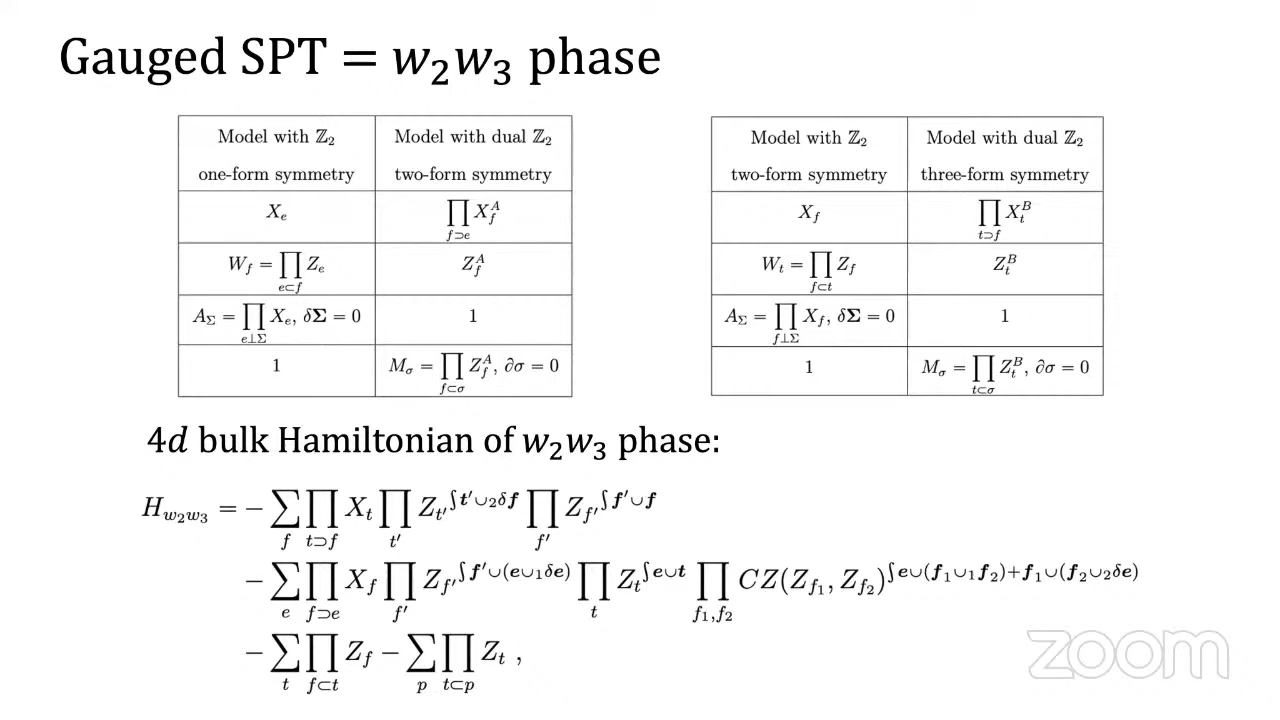 Gauged SPT = w₂w₃ phase
Model with ℤ₂ one-form symmetry | Model with dual ℤ₂ two-form symmetry
X_e | ∏_{f⊃e} X_f^A
W_f = ∏_{e⊂f} Z_e | Z_f^A
A_Σ = ∏_{e⊥Σ} X_e, δ𝚺 = 0 | 1
1 | M_σ = ∏_{f⊂σ} Z_f^A, ∂σ = 0
Model with ℤ₂ two-form symmetry | Model with dual ℤ₂ three-form symmetry
X_f | ∏_{t⊃f} X_t^B
W_t = ∏_{f⊂t} Z_f | Z_t^B
A_Σ = ∏_{f⊥Σ} X_f, δ𝚺 = 0 | 1
1 | M_σ = ∏_{t⊂σ} Z_t^B, ∂σ = 0
4d bulk Hamiltonian of w₂w₃ phase:
H_{w₂w₃} = − ∑_f ∏_{t⊃f} X_t ∏_{t′} Z_{t′}^{∫t′∪₂δf} ∏_{f′} Z_{f′}^{∫f′∪f}
− ∑_e ∏_{f⊃e} X_f ∏_{f′} Z_{f′}^{∫f′∪(e∪₁δe)} ∏_t Z_t^{∫e∪t} ∏_{f₁,f₂} CZ(Z_{f₁}, Z_{f₂})^{∫e∪(f₁∪₁f₂)+f₁∪(f₂∪₂δe)}
− ∑_t ∏_{f⊂t} Z_f − ∑_p ∏_{t⊂p} Z_t ,
zoom